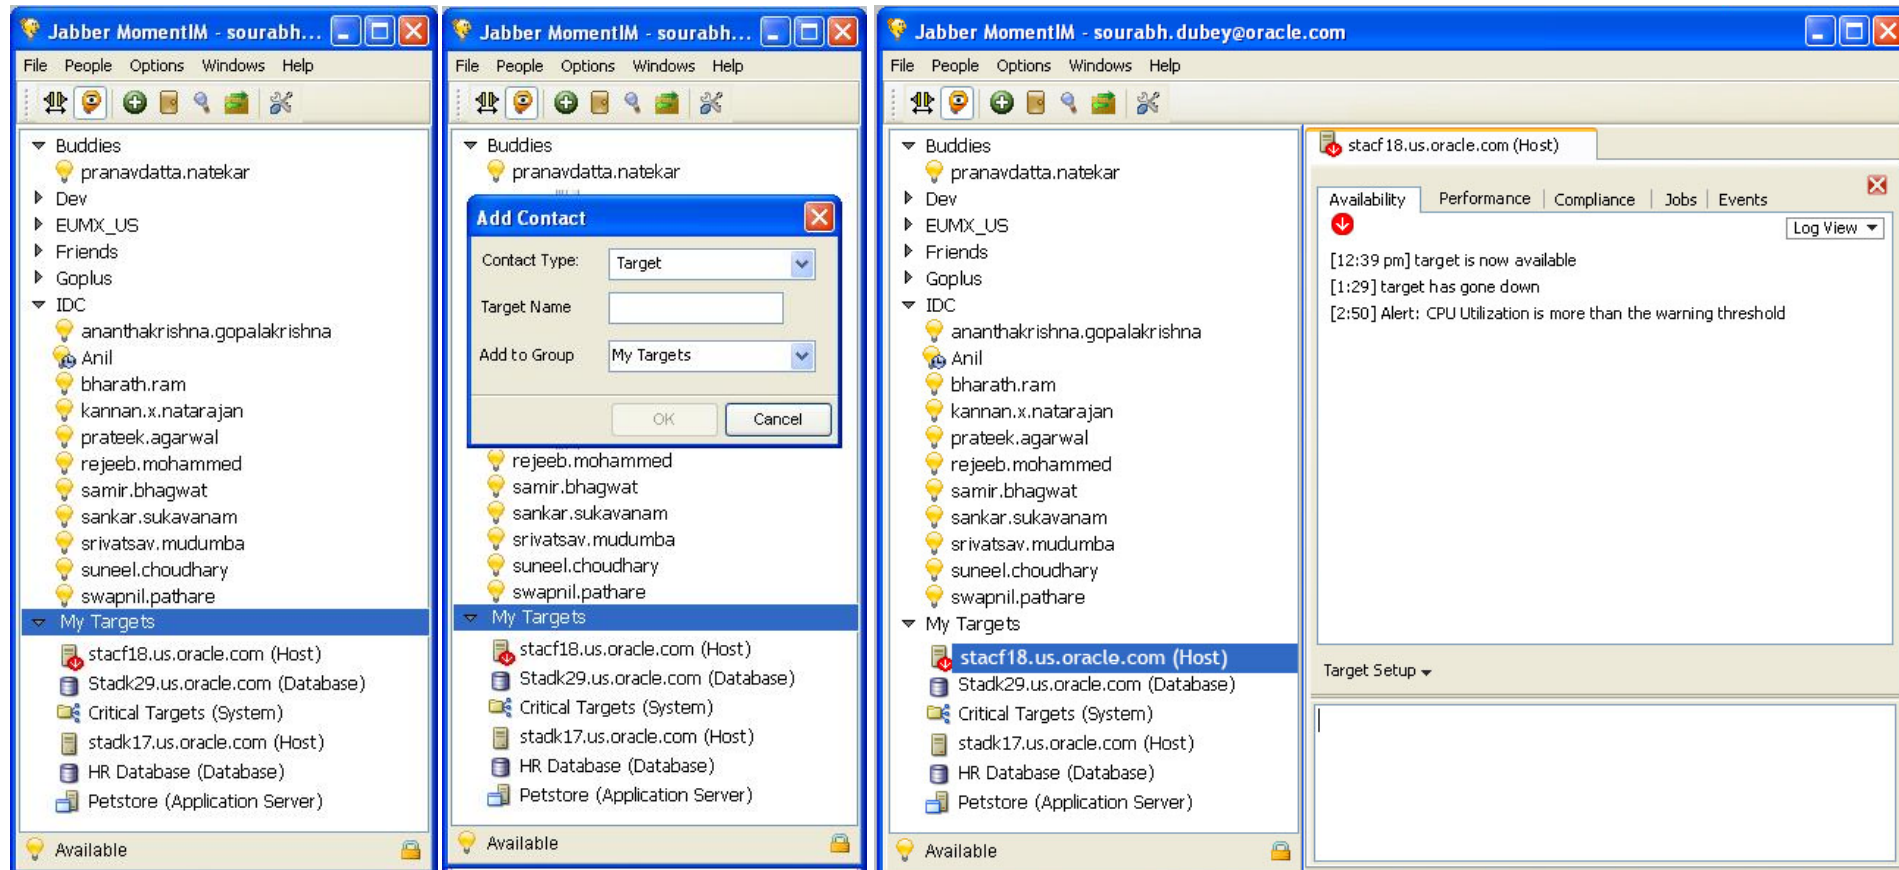 Jabber MomentIM - sourabh...
File People Options Windows Help
Buddies
pranavdatta.natekar
Dev
EUMX_US
Friends
Goplus
IDC
ananthakrishna.gopalakrishna
Anil
bharath.ram
kannan.x.natarajan
prateek.agarwal
rejeeb.mohammed
samir.bhagwat
sankar.sukavanam
srivatsav.mudumba
suneel.choudhary
swapnil.pathare
My Targets
stacf18.us.oracle.com (Host)
Stadk29.us.oracle.com (Database)
Critical Targets (System)
stadk17.us.oracle.com (Host)
HR Database (Database)
Petstore (Application Server)
Available
Jabber MomentIM - sourabh...
File People Options Windows Help
Buddies
pranavdatta.natekar
Add Contact
Contact Type: Target
Target Name
Add to Group My Targets
OK Cancel
rejeeb.mohammed
samir.bhagwat
sankar.sukavanam
srivatsav.mudumba
suneel.choudhary
swapnil.pathare
My Targets
stacf18.us.oracle.com (Host)
Stadk29.us.oracle.com (Database)
Critical Targets (System)
stadk17.us.oracle.com (Host)
HR Database (Database)
Petstore (Application Server)
Available
Jabber MomentIM - sourabh.dubey@oracle.com
File People Options Windows Help
Buddies
pranavdatta.natekar
Dev
EUMX_US
Friends
Goplus
IDC
ananthakrishna.gopalakrishna
Anil
bharath.ram
kannan.x.natarajan
prateek.agarwal
rejeeb.mohammed
samir.bhagwat
sankar.sukavanam
srivatsav.mudumba
suneel.choudhary
swapnil.pathare
My Targets
stacf18.us.oracle.com (Host)
Stadk29.us.oracle.com (Database)
Critical Targets (System)
stadk17.us.oracle.com (Host)
HR Database (Database)
Petstore (Application Server)
Available
stacf18.us.oracle.com (Host)
Availability Performance Compliance Jobs Events
Log View
[12:39 pm] target is now available
[1:29] target has gone down
[2:50] Alert: CPU Utilization is more than the warning threshold
Target Setup